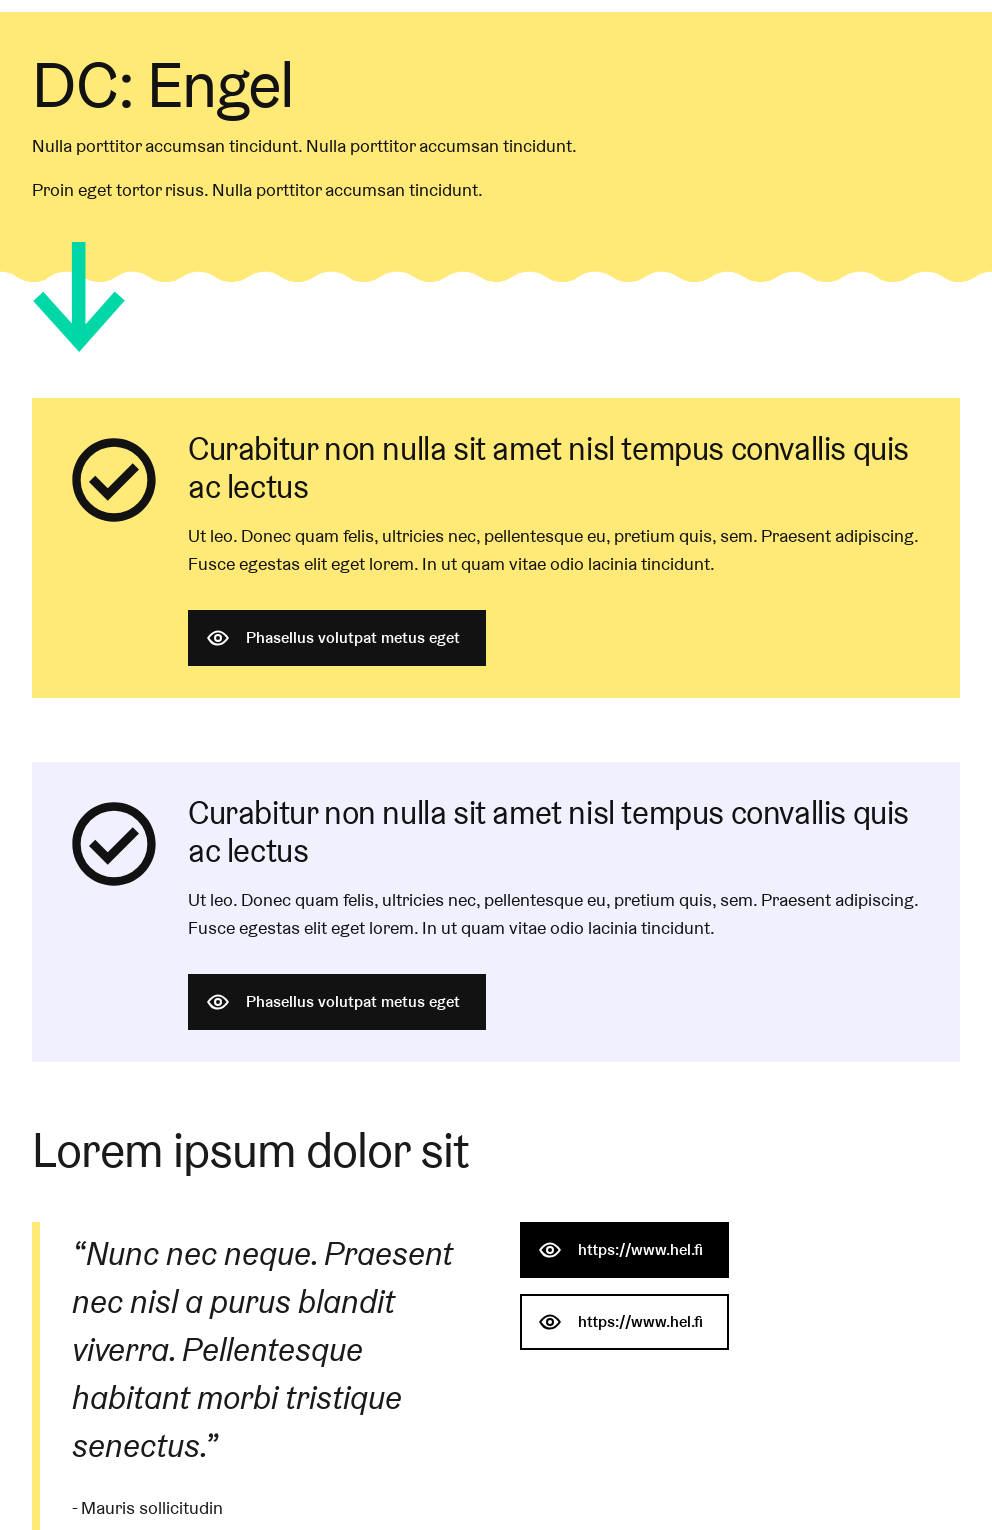 DC: Engel
Nulla porttitor accumsan tincidunt. Nulla porttitor accumsan tincidunt.
Proin eget tortor risus. Nulla porttitor accumsan tincidunt.
Curabitur non nulla sit amet nisl tempus convallis quis
ac lectus
Ut leo. Donec quam felis, ultricies nec, pellentesque eu, pretium quis, sem. Praesent adipiscing.
Fusce egestas elit eget lorem. In ut quam vitae odio lacinia tincidunt.
Phasellus volutpat metus eget
Curabitur non nulla sit amet nisl tempus convallis quis
ac lectus
Ut leo. Donec quam felis, ultricies nec, pellentesque eu, pretium quis, sem. Praesent adipiscing.
Fusce egestas elit eget lorem. In ut quam vitae odio lacinia tincidunt.
Phasellus volutpat metus eget
Lorem ipsum dolor sit
“Nunc nec neque. Praesent
nec nisl a purus blandit
viverra. Pellentesque
habitant morbi tristique
senectus.”
- Mauris sollicitudin
https://www.hel.fi
https://www.hel.fi